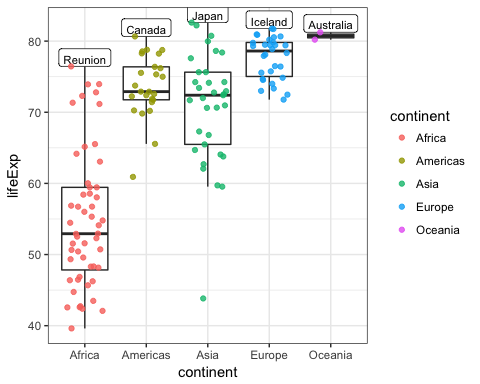 Reunion
Canada
Japan
Iceland
Australia
80
70
60
50
40
lifeExp
Africa
Americas
Asia
Europe
Oceania
continent
continent
Africa
Americas
Asia
Europe
Oceania